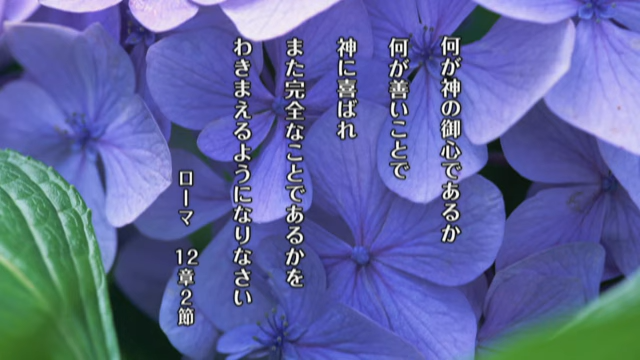 何が神の御心であるか
何が善いことで
神に喜ばれ
また完全なことであるかを
わきまえるようになりなさい
ローマ 12章2節